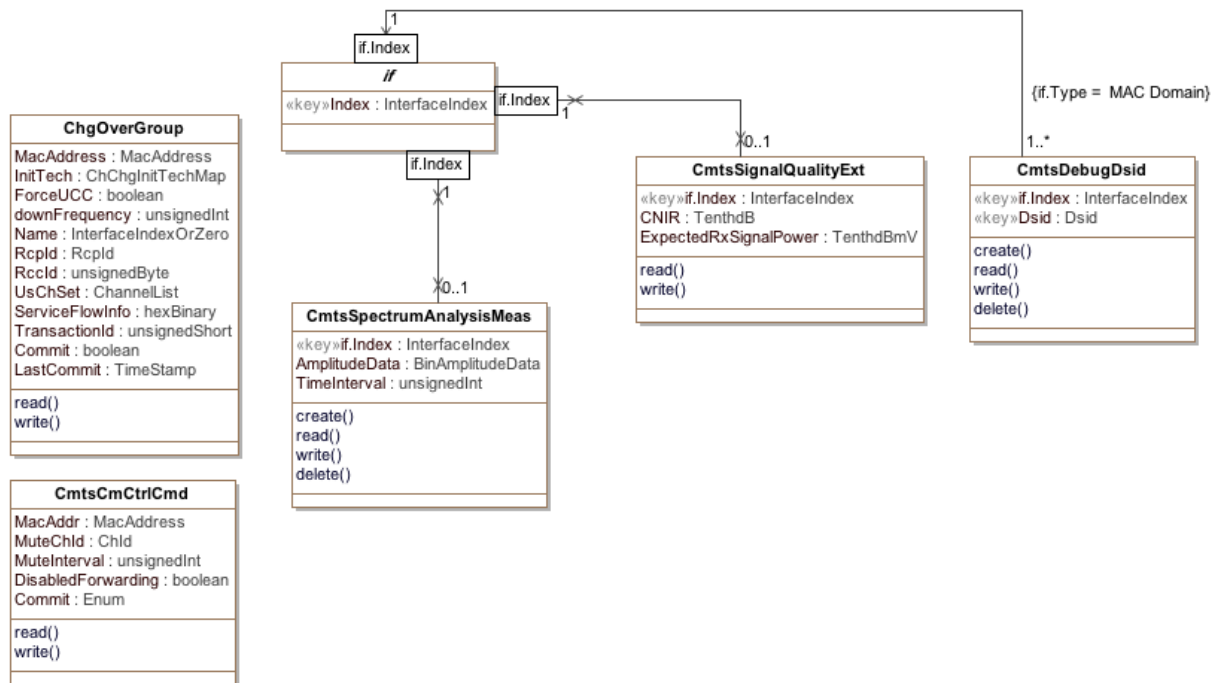 1
if.Index
if
«key»Index : InterfaceIndex
if.Index
1
{if.Type = MAC Domain}
if.Index
1
0..1
1..*
ChgOverGroup
MacAddress : MacAddress
InitTech : ChChgInitTechMap
ForceUCC : boolean
downFrequency : unsignedInt
Name : InterfaceIndexOrZero
RcpId : RcpId
RccId : unsignedByte
UsChSet : ChannelList
ServiceFlowInfo : hexBinary
TransactionId : unsignedShort
Commit : boolean
LastCommit : TimeStamp
read()
write()
CmtsSignalQualityExt
«key»if.Index : InterfaceIndex
CNIR : TenthdB
ExpectedRxSignalPower : TenthdBmV
read()
write()
CmtsDebugDsid
«key»if.Index : InterfaceIndex
«key»Dsid : Dsid
create()
read()
write()
delete()
0..1
CmtsSpectrumAnalysisMeas
«key»if.Index : InterfaceIndex
AmplitudeData : BinAmplitudeData
TimeInterval : unsignedInt
create()
read()
write()
delete()
CmtsCmCtrlCmd
MacAddr : MacAddress
MuteChId : ChId
MuteInterval : unsignedInt
DisabledForwarding : boolean
Commit : Enum
read()
write()